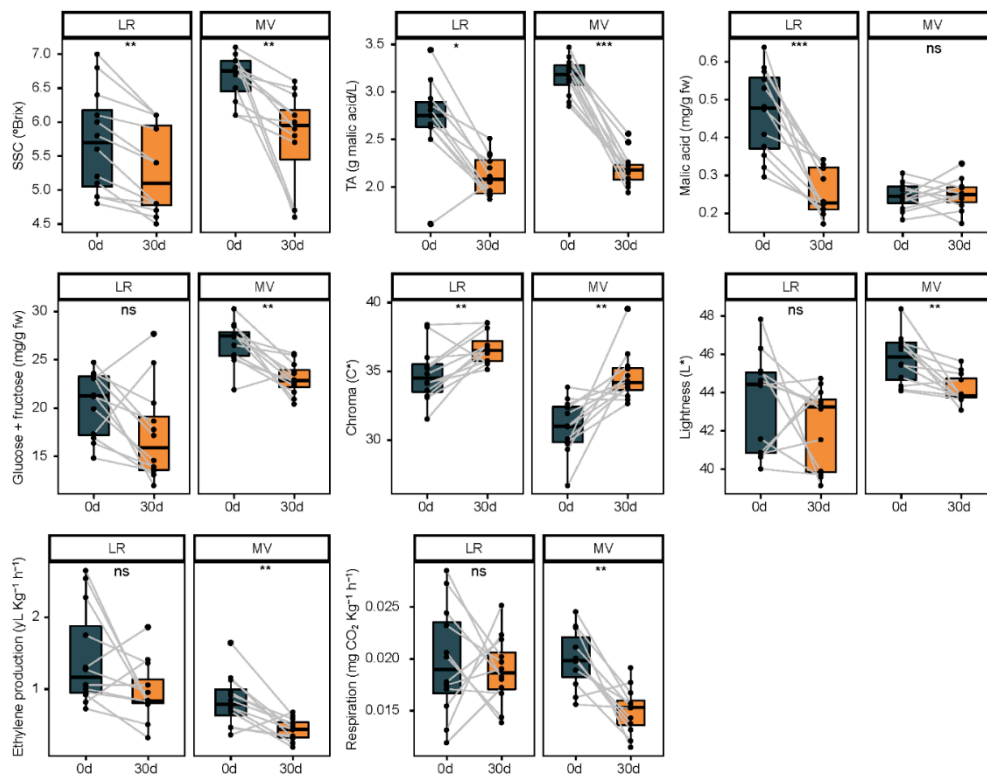 LR MV
** **
SSC (ºBrix)
7.0
6.5
6.0
5.5
5.0
4.5
0d 30d 0d 30d
LR MV
* ***
TA (g malic acid/L)
3.5
3.0
2.5
2.0
0d 30d 0d 30d
LR MV
*** ns
Malic acid (mg/g fw)
0.6
0.5
0.4
0.3
0.2
0d 30d 0d 30d
LR MV
ns **
Glucose + fructose (mg/g fw)
30
25
20
15
0d 30d 0d 30d
LR MV
** **
Chroma (C*)
40
35
30
0d 30d 0d 30d
LR MV
ns **
Lightness (L*)
48
46
44
42
40
0d 30d 0d 30d
LR MV
ns **
Ethylene production (yL Kg⁻¹ h⁻¹)
2
1
0d 30d 0d 30d
LR MV
ns **
Respiration (mg CO₂ Kg⁻¹ h⁻¹)
0.025
0.020
0.015
0d 30d 0d 30d